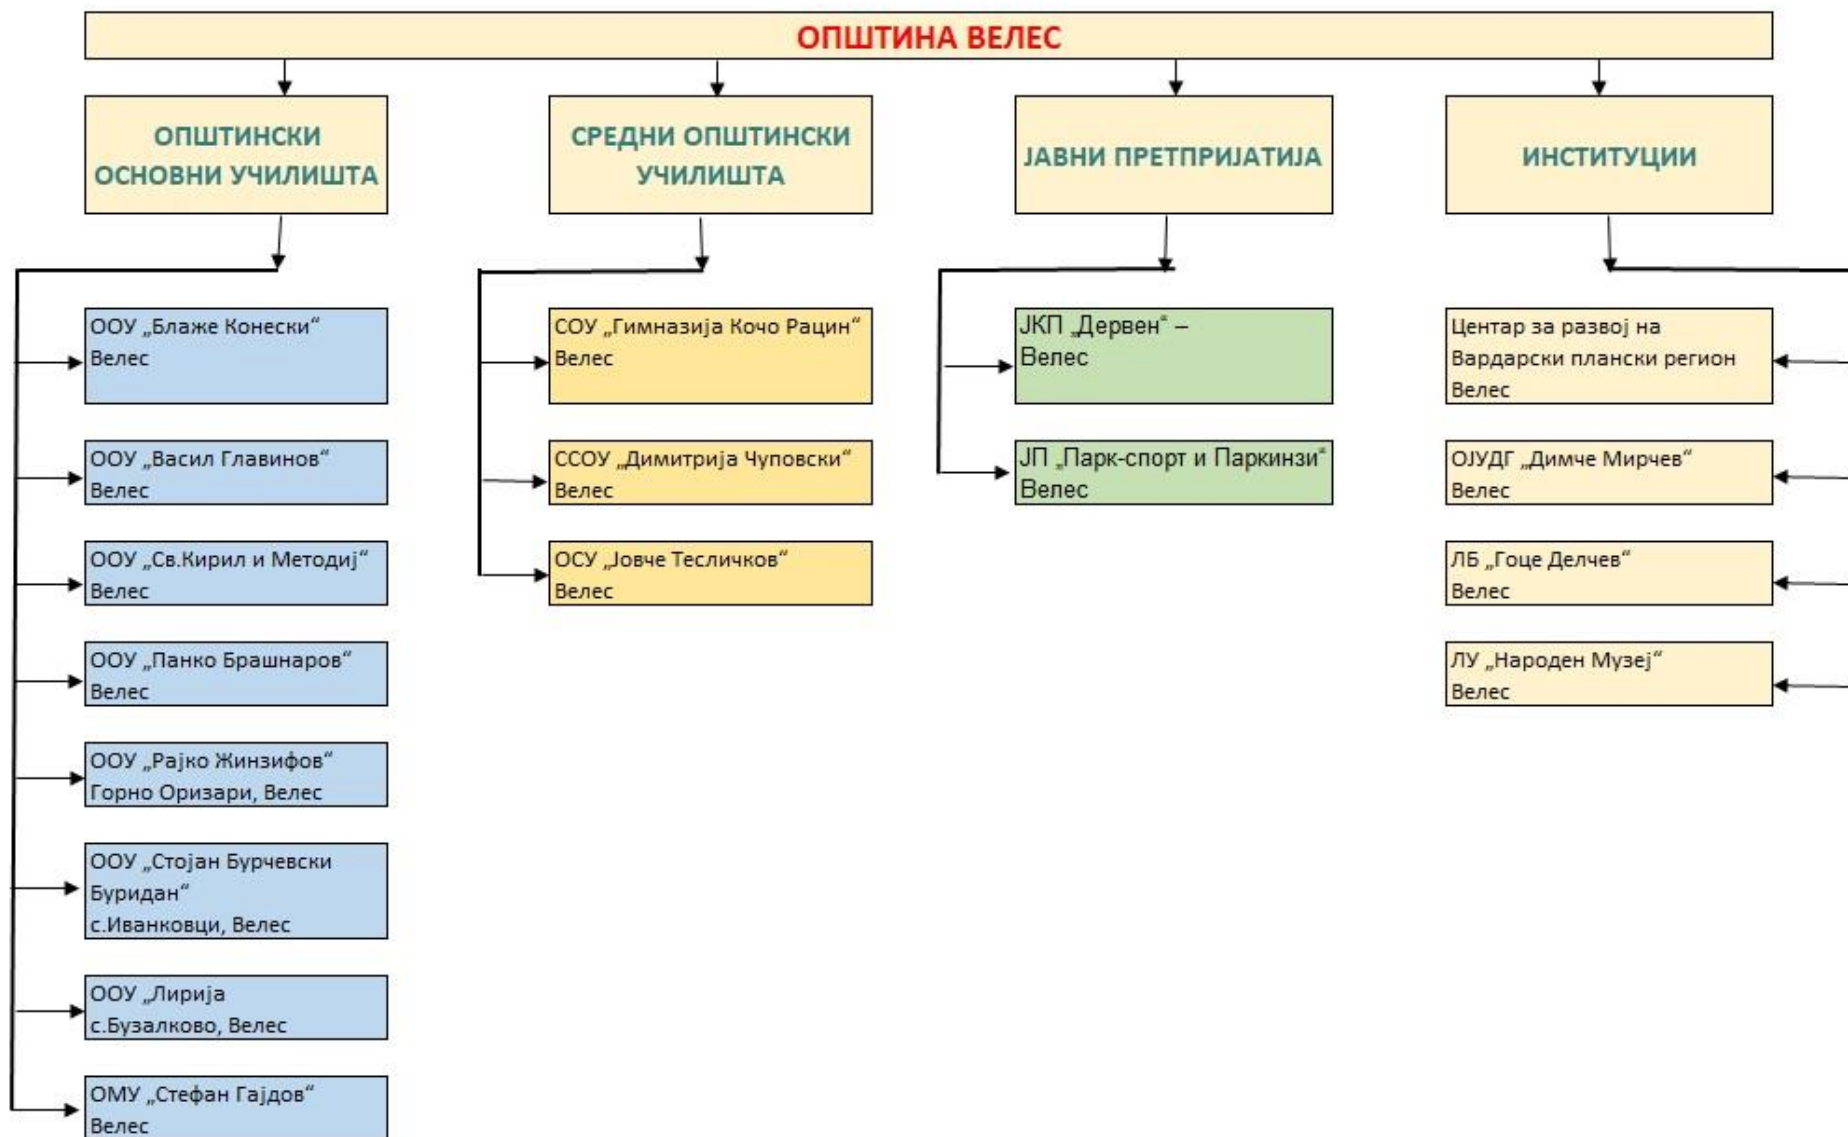 ОПШТИНА ВЕЛЕС
ОПШТИНСКИ
ОСНОВНИ УЧИЛИШТА
СРЕДНИ ОПШТИНСКИ
УЧИЛИШТА
ЈАВНИ ПРЕТПРИЈАТИЈА
ИНСТИТУЦИИ
ООУ „Блаже Конески“
Велес
ООУ „Васил Главинов“
Велес
ООУ „Св.Кирил и Методиј“
Велес
ООУ „Панко Брашнаров“
Велес
ООУ „Рајко Жинзифов“
Горно Оризари, Велес
ООУ „Стојан Бурчевски
Буридан“
с.Иванковци, Велес
ООУ „Лирија
с.Бузалково, Велес
ОМУ „Стефан Гајдов“
Велес
СОУ „Гимназија Кочо Рацин“
Велес
ССОУ „Димитрија Чуповски“
Велес
ОСУ „Јовче Тесличков“
Велес
ЈКП „Дервен“ –
Велес
ЈП „Парк-спорт и Паркинзи“
Велес
Центар за развој на
Вардарски плански регион
Велес
ОЈУДГ „Димче Мирчев“
Велес
ЛБ „Гоце Делчев“
Велес
ЛУ „Народен Музеј“
Велес